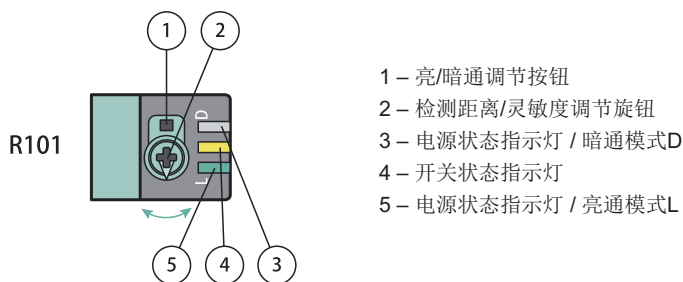 1 2
D
R101
L
5 4 3
1 – 亮/暗通调节按钮
2 – 检测距离/灵敏度调节旋钮
3 – 电源状态指示灯 / 暗通模式D
4 – 开关状态指示灯
5 – 电源状态指示灯 / 亮通模式L